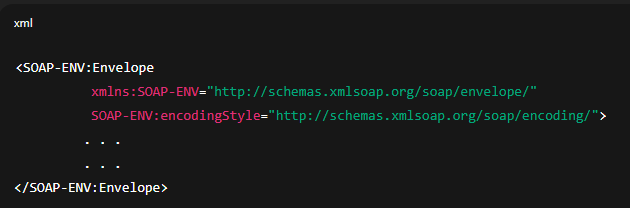 xml
<SOAP-ENV:Envelope
xmlns:SOAP-ENV="http://schemas.xmlsoap.org/soap/envelope/"
SOAP-ENV:encodingStyle="http://schemas.xmlsoap.org/soap/encoding/">
. . .
. . .
</SOAP-ENV:Envelope>